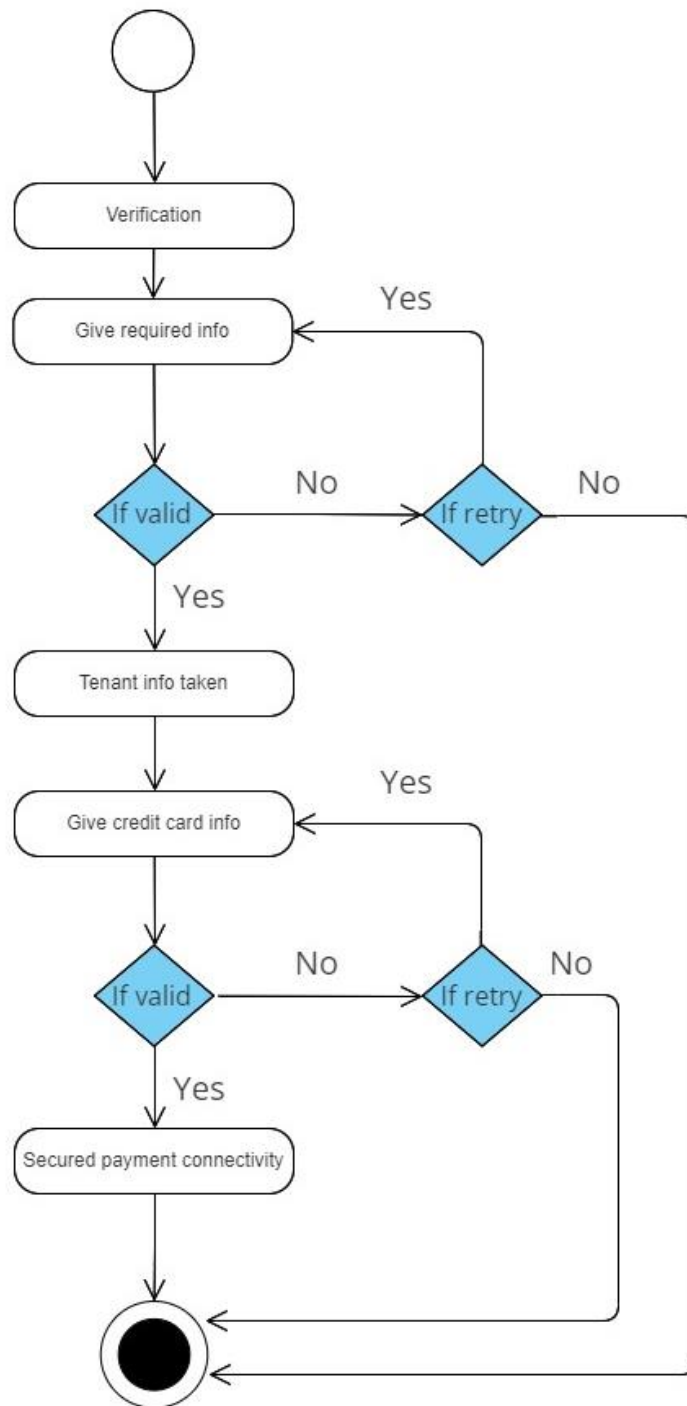 Verification
Yes
Give required info
No
No
If valid
If retry
Yes
Tenant info taken
Yes
Give credit card info
No
No
If valid
If retry
Yes
Secured payment connectivity